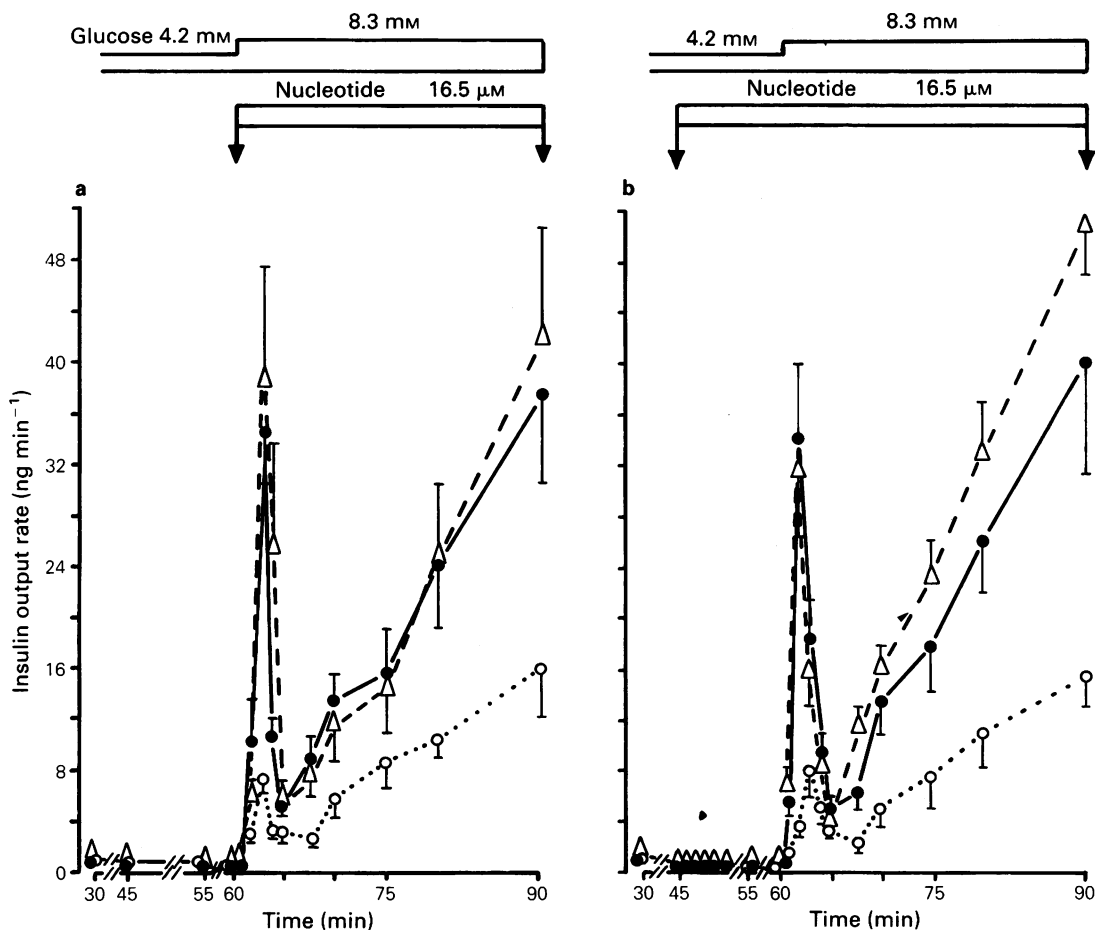 Glucose 4.2 mM
8.3 mM
Nucleotide 16.5 μM
a
48
40
32
24
16
8
0
Insulin output rate (ng min⁻¹)
30 45 55 60 75 90
Time (min)
4.2 mM
8.3 mM
Nucleotide 16.5 μM
b
30 45 55 60 75 90
Time (min)